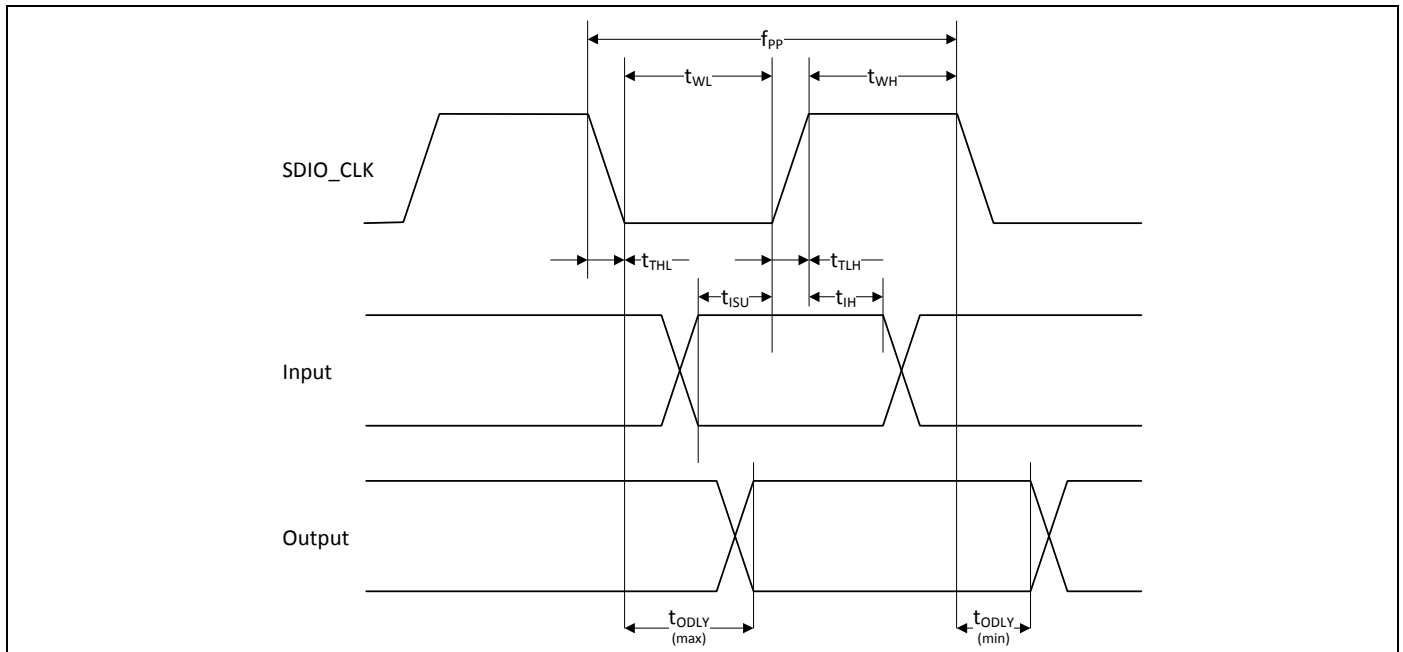 fPP
tWL
tWH
SDIO_CLK
tTHL
tTLH
tISU
tIH
Input
Output
tODLY
(max)
tODLY
(min)